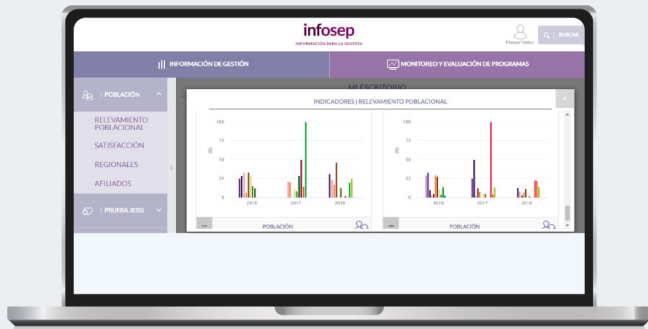 infosep
INFORMACIÓN PARA LA GESTIÓN
Manuel Valles
BUSCAR
INFORMACIÓN DE GESTIÓN
MONITOREO Y EVALUACIÓN DE PROGRAMAS
POBLACIÓN
MI ESCRITORIO
INDICADORES | RELEVAMIENTO POBLACIONAL
x
RELEVAMIENTO
POBLACIONAL
SATISFACCIÓN
REGIONALES
AFILIADOS
PRUEBA JESSI
100
75
50
25
0
(%)
2016
2017
2018
100
75
50
25
0
(%)
2016
2017
2018
...
POBLACIÓN
...
POBLACIÓN